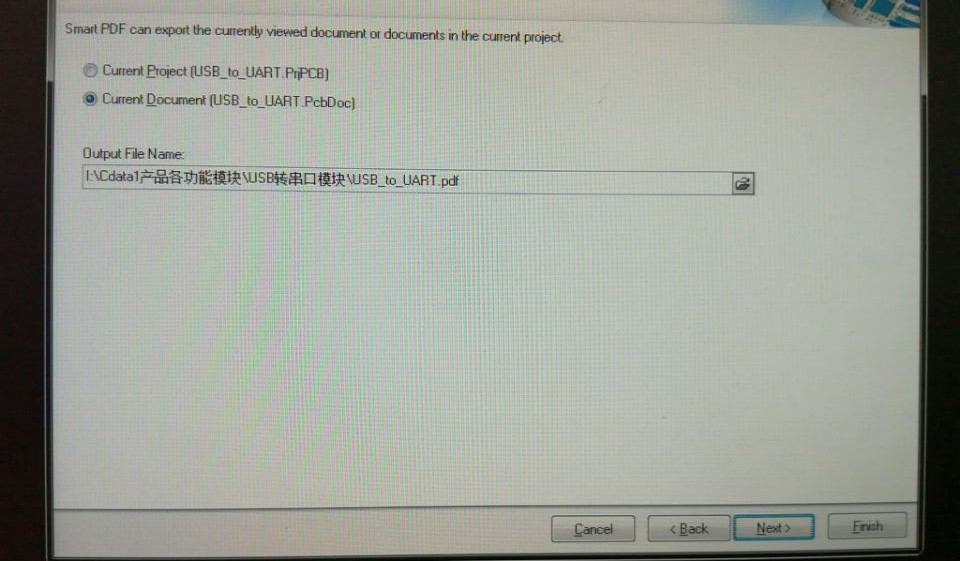 Smart PDF can export the currently viewed document or documents in the current project.
Current Project (USB_to_UART.PrjPCB)
Current Document (USB_to_UART.PcbDoc)
Output File Name:
I:\Cdata1产品各功能模块\USB转串口模块\USB_to_UART.pdf
Cancel
< Back
Next >
Finish